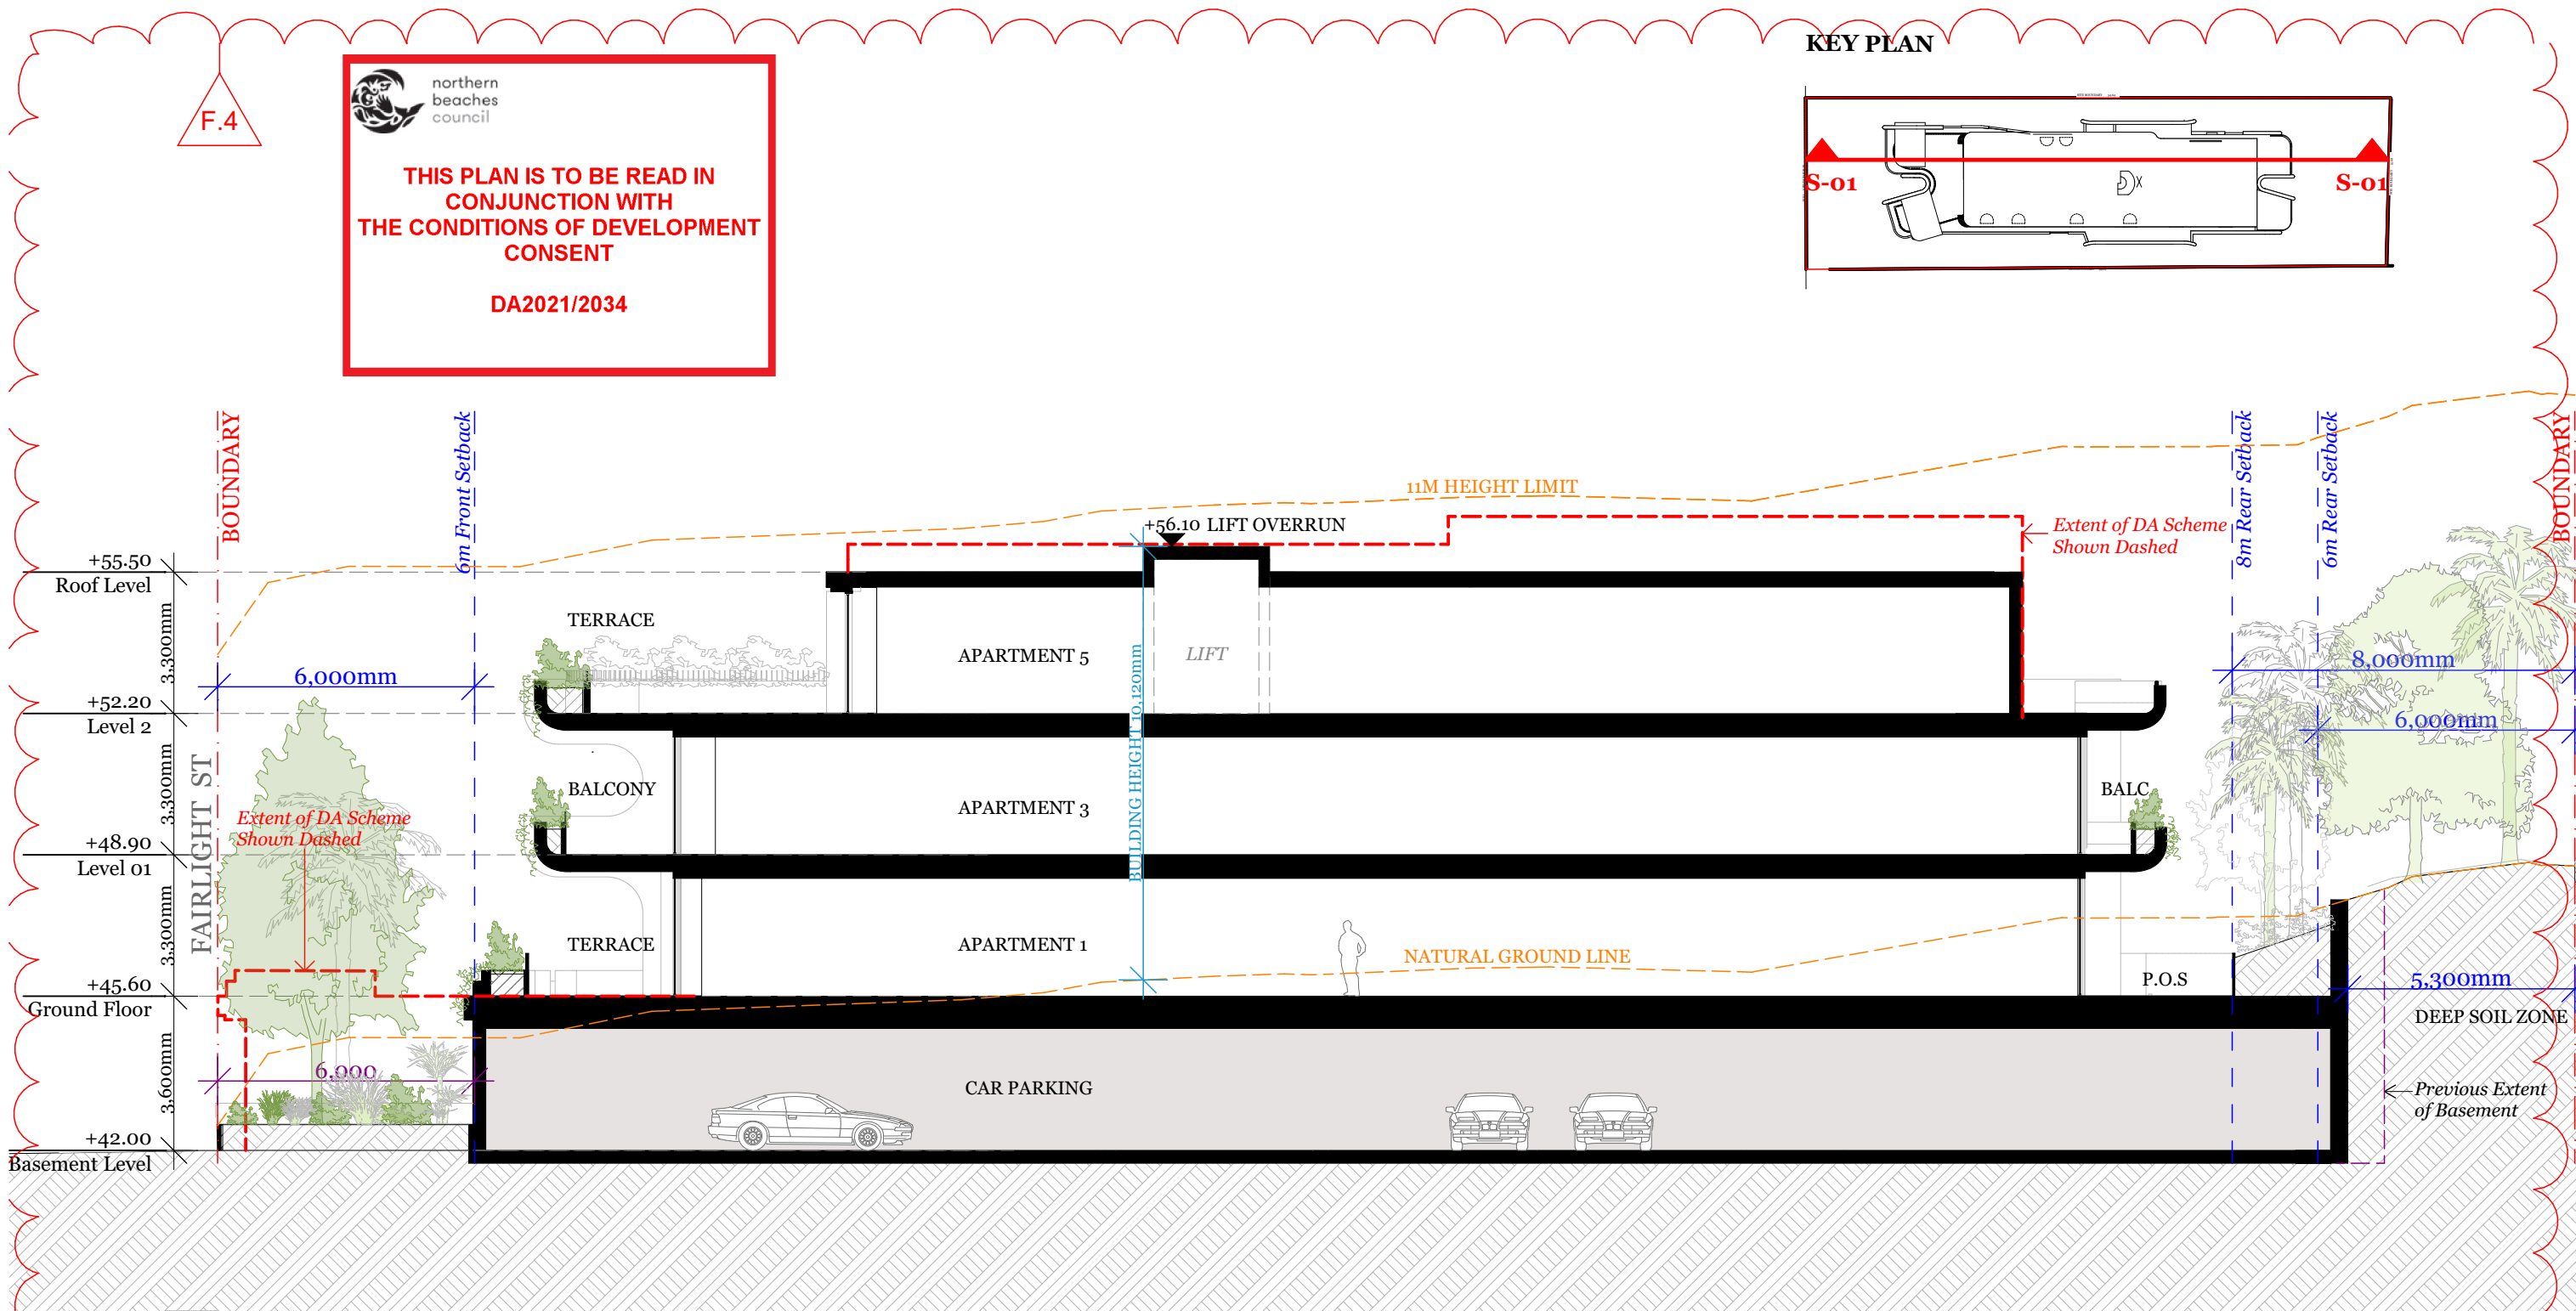 KEY PLAN
S-01
S-01
F.4
northern
beaches
council
THIS PLAN IS TO BE READ IN
CONJUNCTION WITH
THE CONDITIONS OF DEVELOPMENT
CONSENT
DA2021/2034
BOUNDARY
6m Front Setback
8m Rear Setback
6m Rear Setback
BOUNDARY
11M HEIGHT LIMIT
+56.10 LIFT OVERRUN
Extent of DA Scheme
Shown Dashed
+55.50
Roof Level
3,300mm
TERRACE
APARTMENT 5
LIFT
8,000mm
6,000mm
+52.20
Level 2
6,000mm
3,300mm
BUILDING HEIGHT 10,120mm
BALCONY
APARTMENT 3
BALC
FAIRLIGHT ST
Extent of DA Scheme
Shown Dashed
+48.90
Level 01
3,300mm
TERRACE
APARTMENT 1
NATURAL GROUND LINE
P.O.S
5,300mm
+45.60
Ground Floor
DEEP SOIL ZONE
3,600mm
6,000
CAR PARKING
Previous Extent
of Basement
+42.00
Basement Level